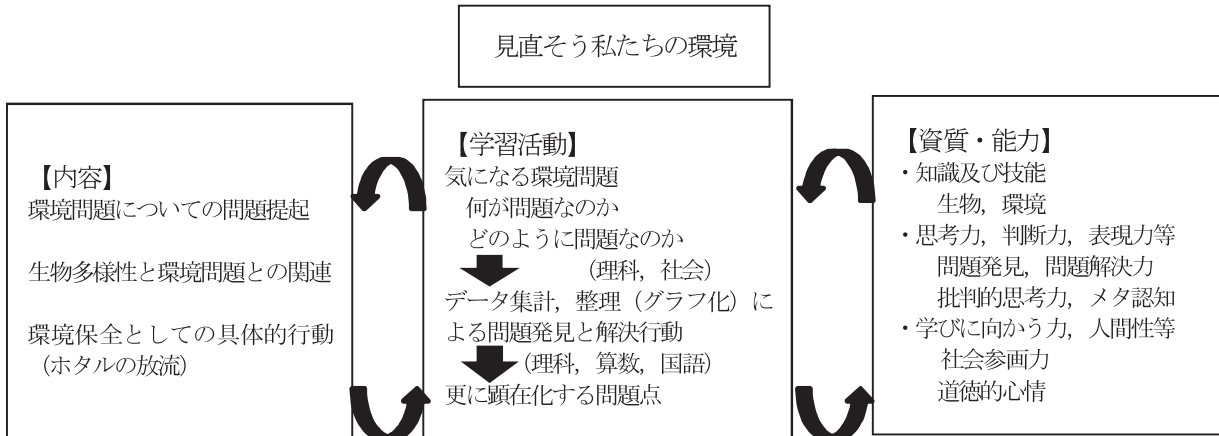 見直そう私たちの環境
【内容】
環境問題についての問題提起
生物多様性と環境問題との関連
環境保全としての具体的行動
(ホタルの放流)
【学習活動】
気になる環境問題
何が問題なのか
どのように問題なのか
(理科,社会)
データ集計,整理(グラフ化)に
よる問題発見と解決行動
(理科,算数,国語)
更に顕在化する問題点
【資質・能力】
・知識及び技能
生物,環境
・思考力,判断力,表現力等
問題発見,問題解決力
批判的思考力,メタ認知
・学びに向かう力,人間性等
社会参画力
道徳的心情